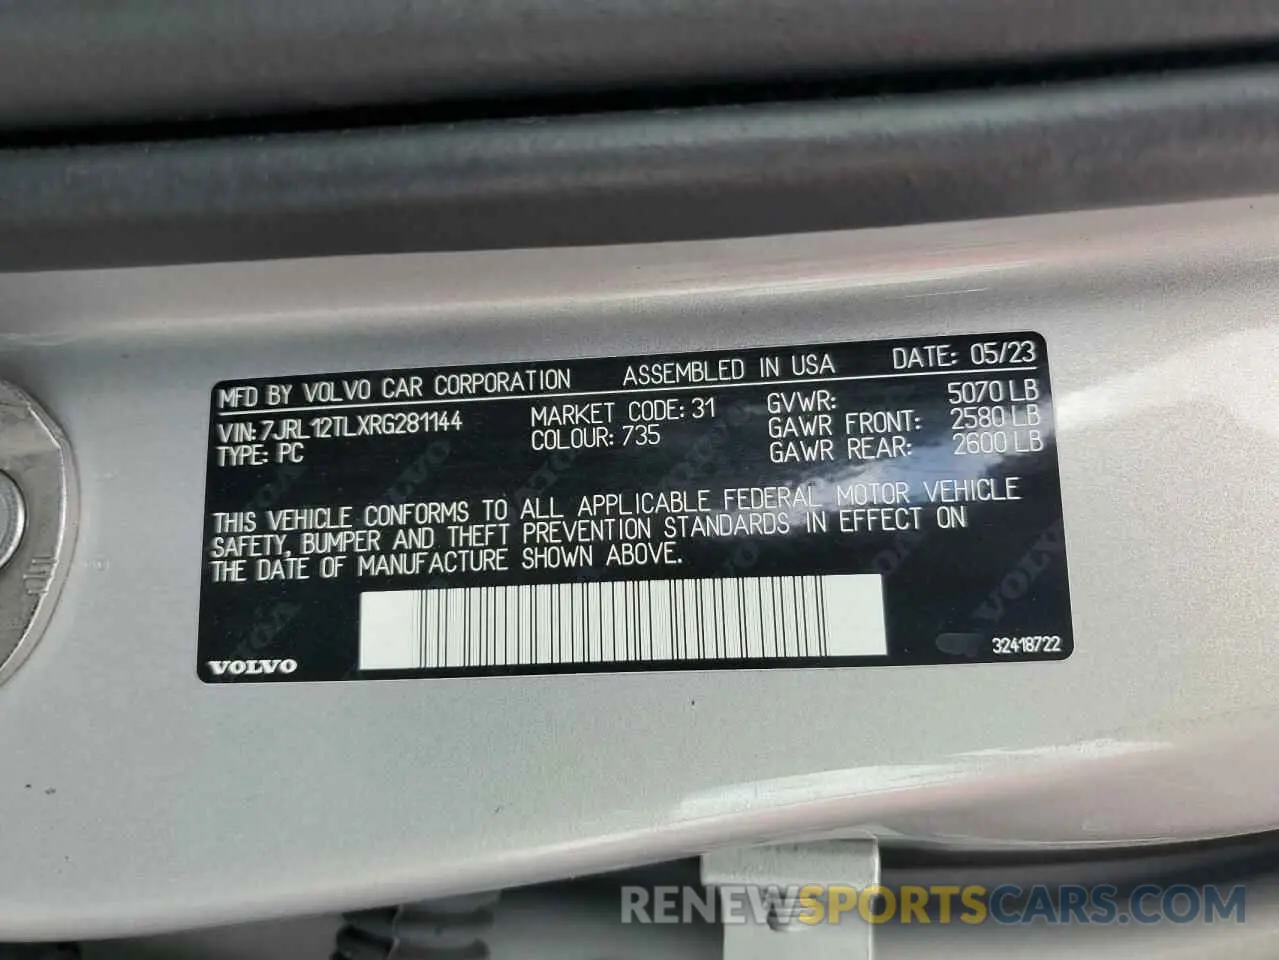 MFD BY VOLVO CAR CORPORATION ASSEMBLED IN USA DATE: 05/23
VIN: 7JRL12TLXRG281144 MARKET CODE: 31 GVWR: 5070 LB
TYPE: PC COLOUR: 735 GAWR FRONT: 2580 LB
GAWR REAR: 2600 LB
THIS VEHICLE CONFORMS TO ALL APPLICABLE FEDERAL MOTOR VEHICLE
SAFETY, BUMPER AND THEFT PREVENTION STANDARDS IN EFFECT ON
THE DATE OF MANUFACTURE SHOWN ABOVE.
VOLVO
32418722
RENEWSPORTSCARS.COM